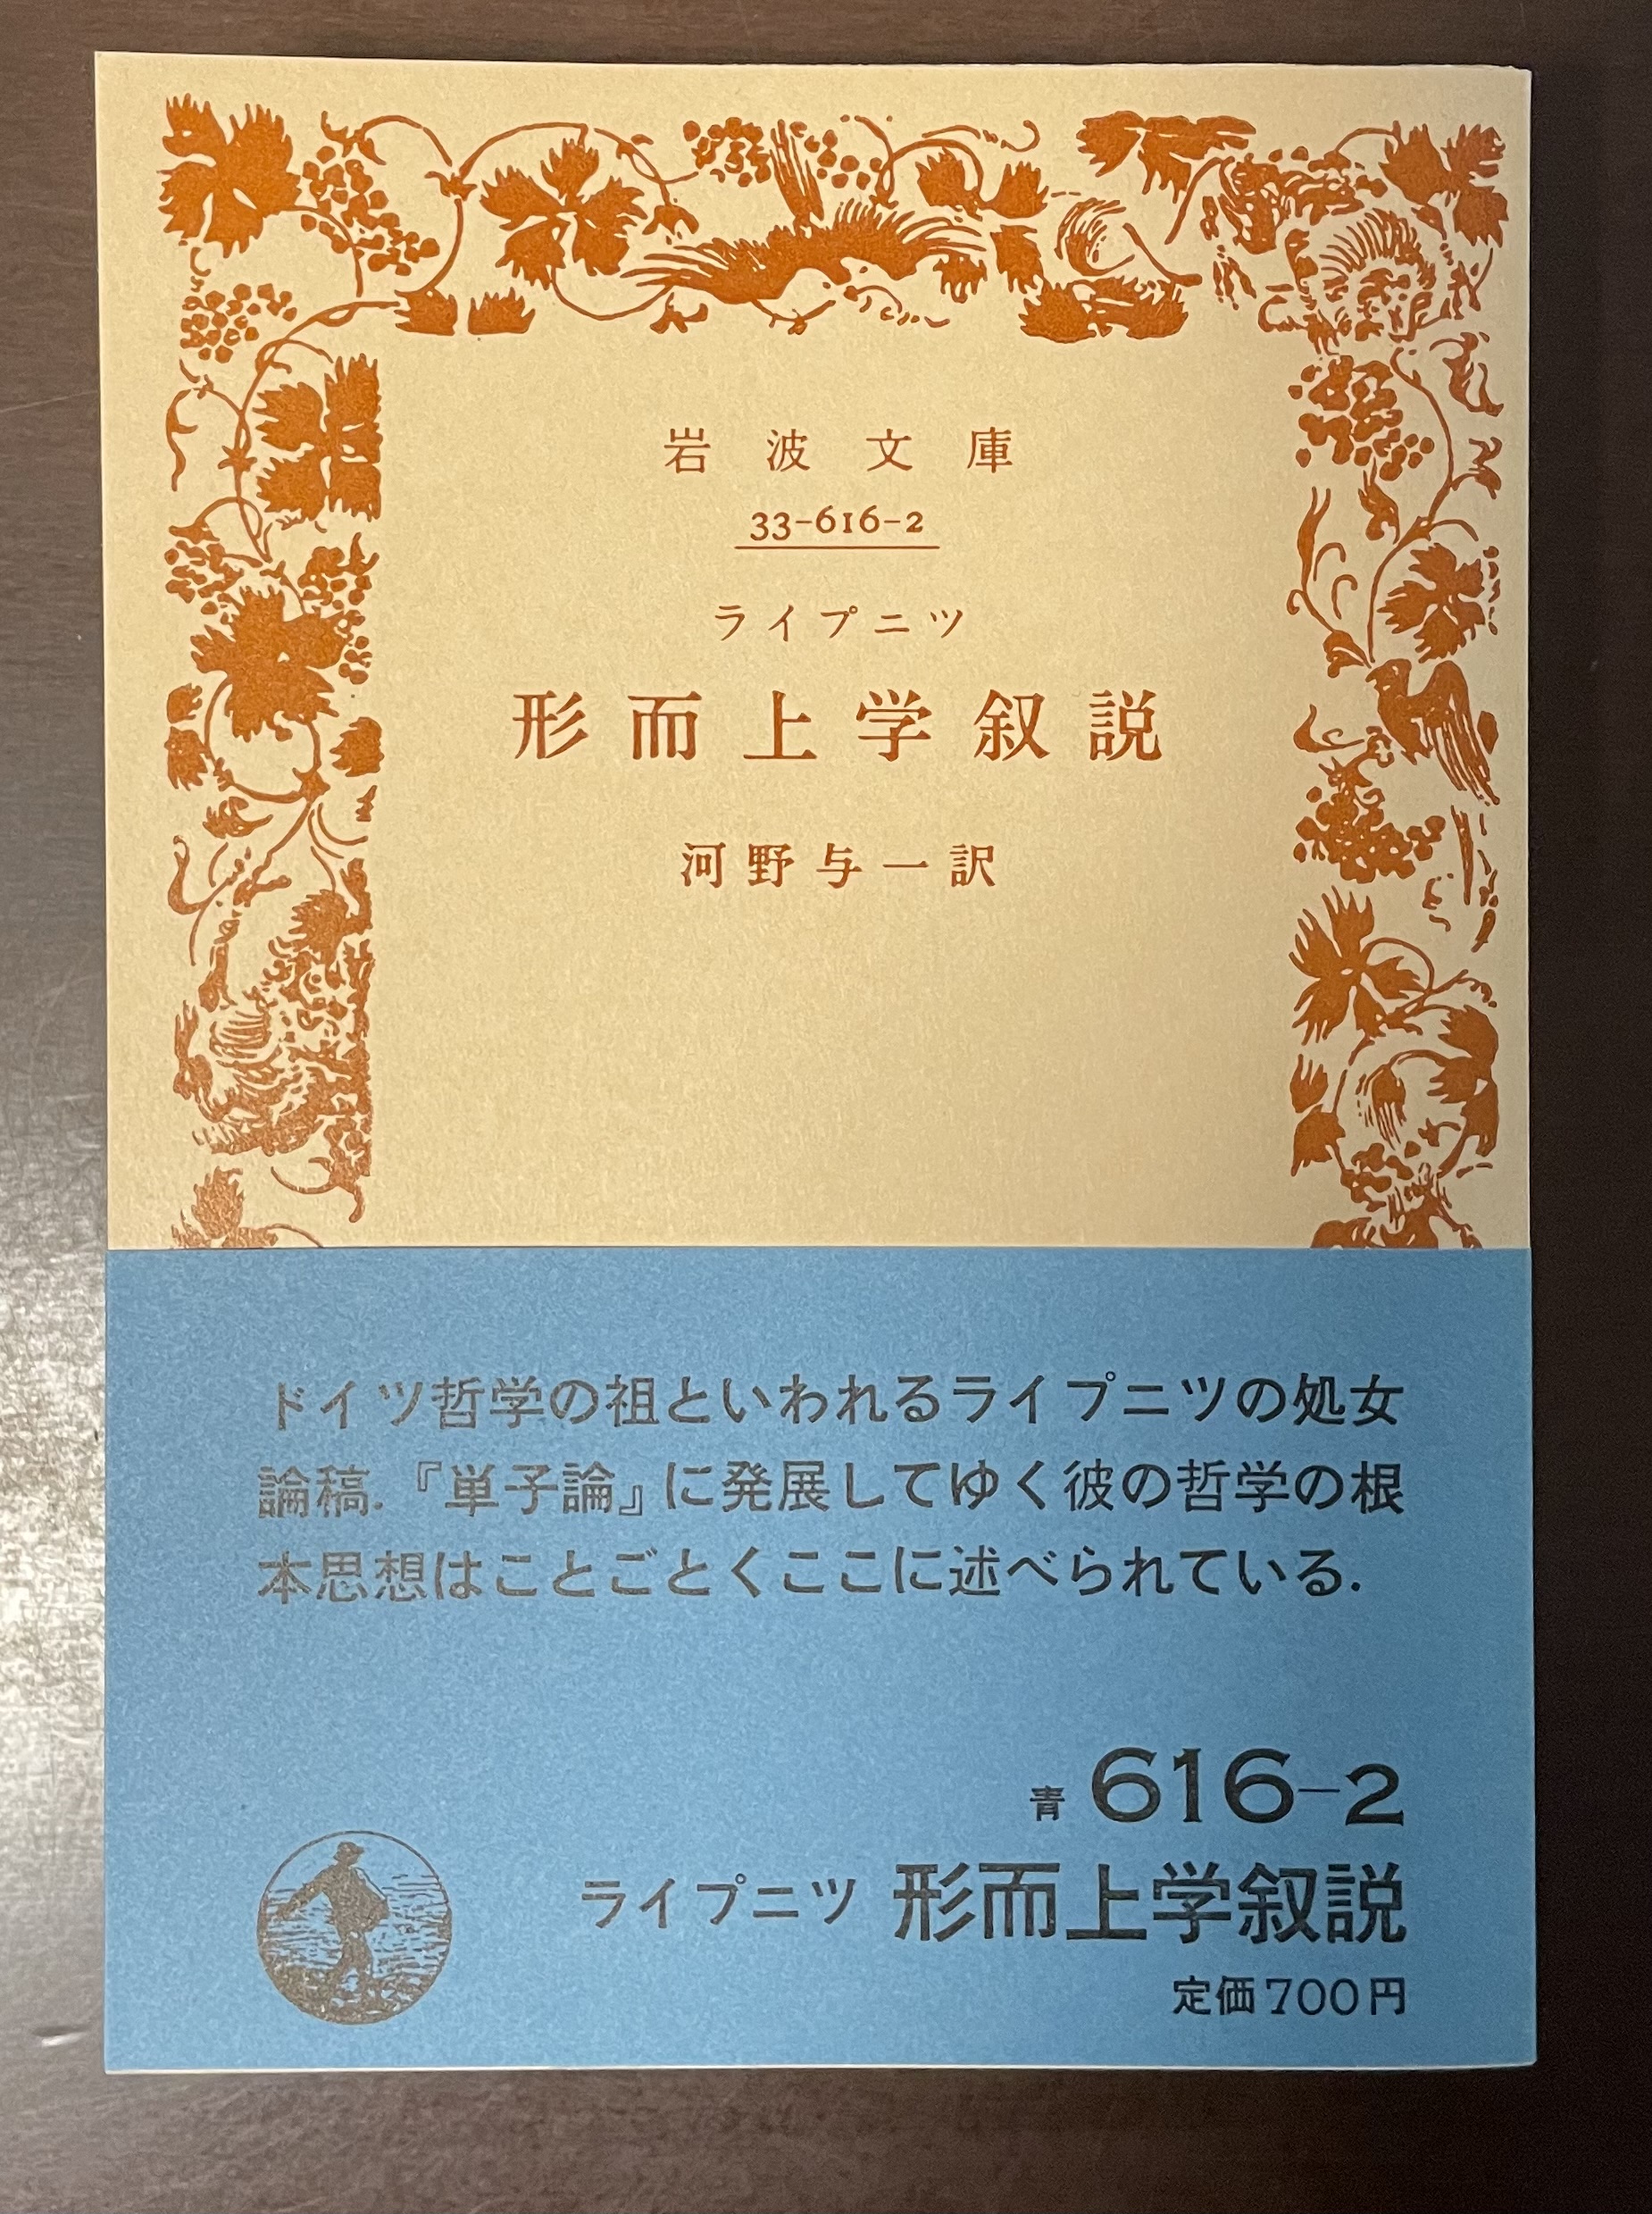 岩波文庫
33-616-2
ライプニツ
形而上学叙説
河野与一訳
ドイツ哲学の祖といわれるライプニツの処女
論稿.『単子論』に発展してゆく彼の哲学の根
本思想はことごとくここに述べられている.
青 616-2
ライプニツ 形而上学叙説
定価700円